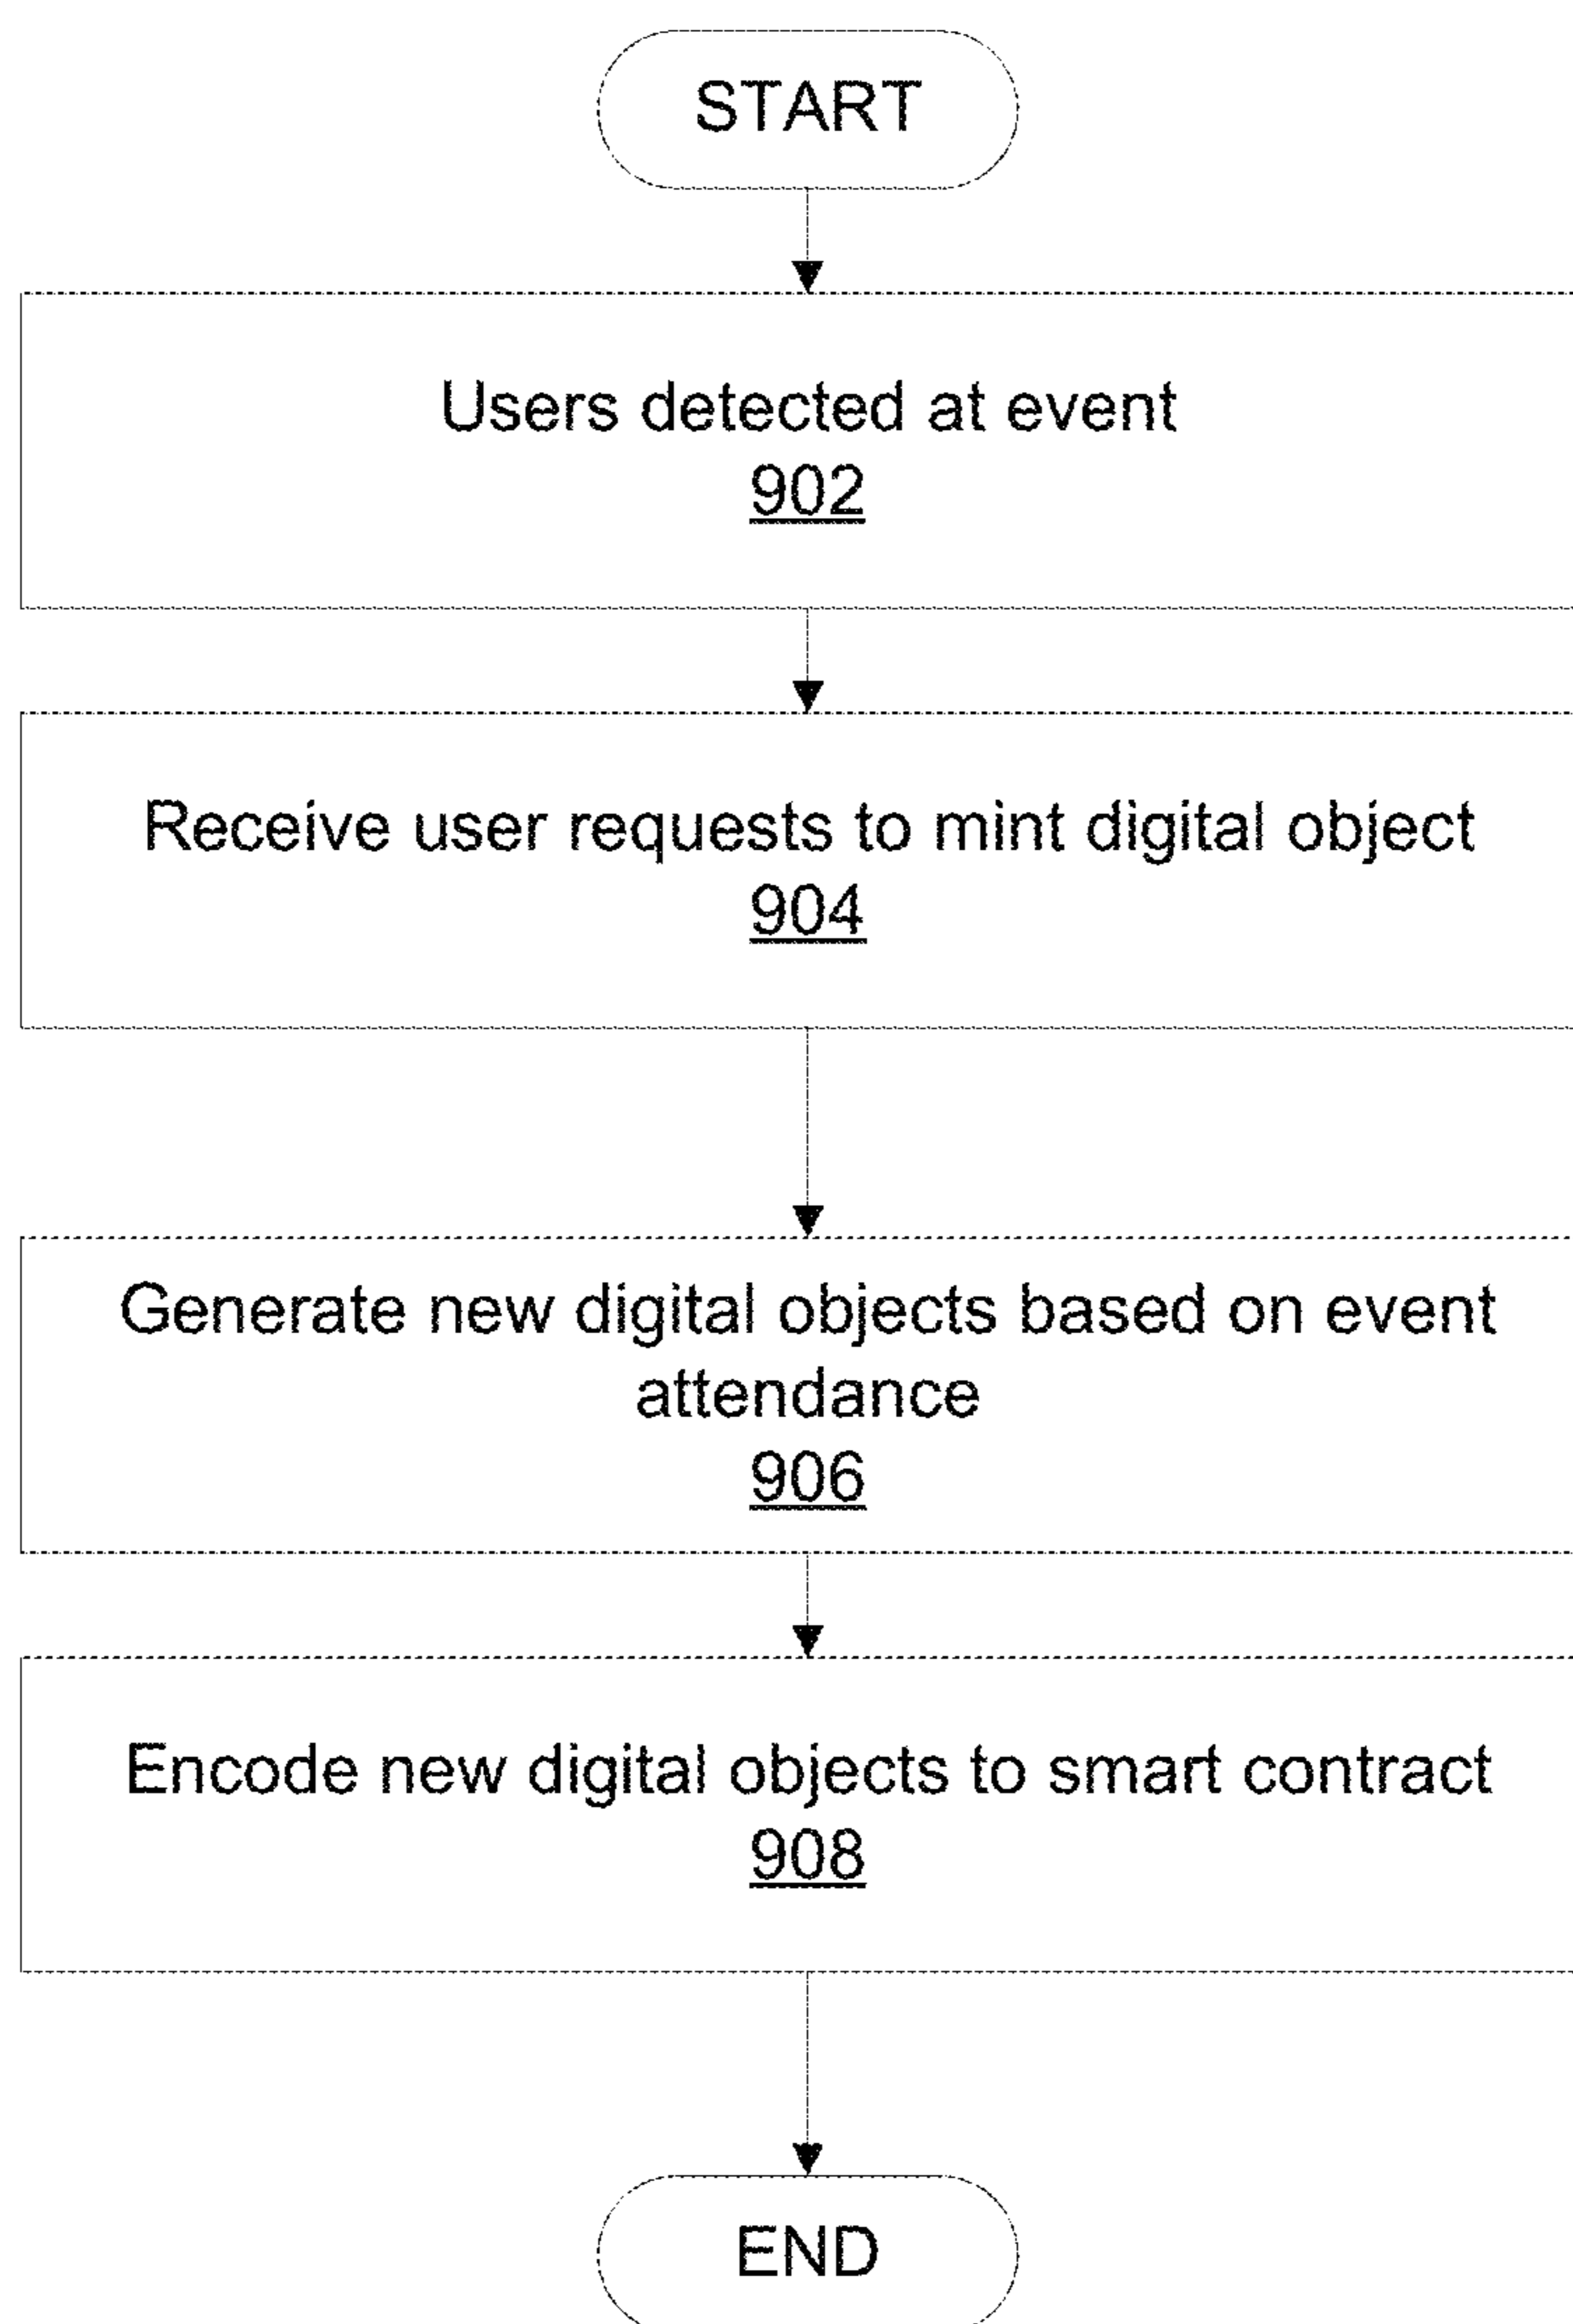 START
Users detected at event
902
Receive user requests to mint digital object
904
Generate new digital objects based on event
attendance
906
Encode new digital objects to smart contract
908
END